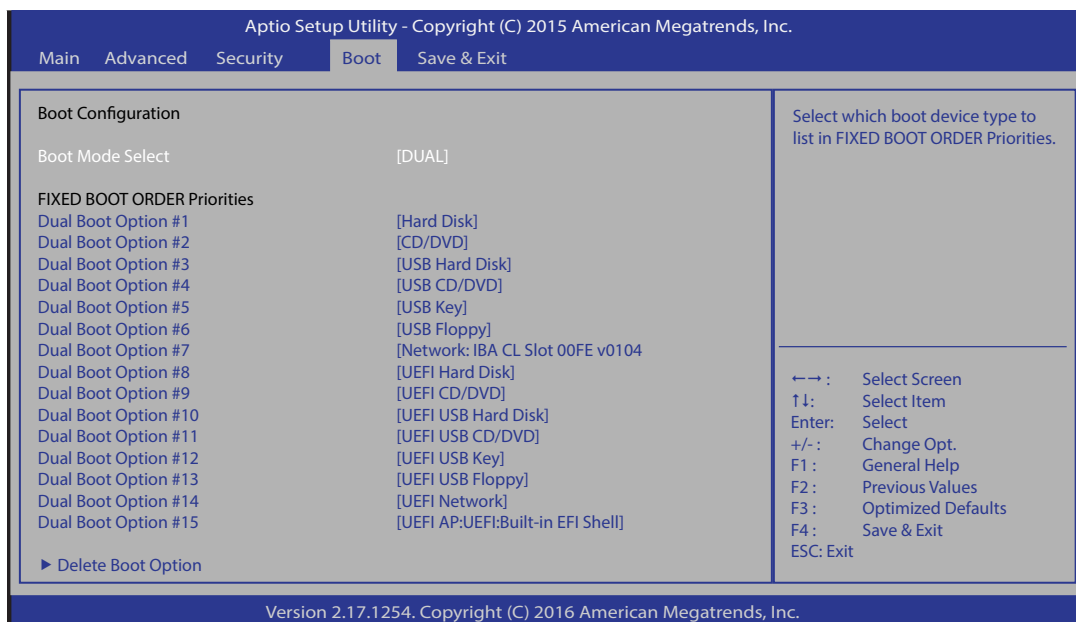 Aptio Setup Utility - Copyright (C) 2015 American Megatrends, Inc.
Main Advanced Security Boot Save & Exit
Boot Configuration
Boot Mode Select [DUAL]
FIXED BOOT ORDER Priorities
Dual Boot Option #1 [Hard Disk]
Dual Boot Option #2 [CD/DVD]
Dual Boot Option #3 [USB Hard Disk]
Dual Boot Option #4 [USB CD/DVD]
Dual Boot Option #5 [USB Key]
Dual Boot Option #6 [USB Floppy]
Dual Boot Option #7 [Network: IBA CL Slot 00FE v0104
Dual Boot Option #8 [UEFI Hard Disk]
Dual Boot Option #9 [UEFI CD/DVD]
Dual Boot Option #10 [UEFI USB Hard Disk]
Dual Boot Option #11 [UEFI USB CD/DVD]
Dual Boot Option #12 [UEFI USB Key]
Dual Boot Option #13 [UEFI USB Floppy]
Dual Boot Option #14 [UEFI Network]
Dual Boot Option #15 [UEFI AP:UEFI:Built-in EFI Shell]
▶ Delete Boot Option
Select which boot device type to
list in FIXED BOOT ORDER Priorities.
←→ : Select Screen
↑↓: Select Item
Enter: Select
+/- : Change Opt.
F1 : General Help
F2 : Previous Values
F3 : Optimized Defaults
F4 : Save & Exit
ESC: Exit
Version 2.17.1254. Copyright (C) 2016 American Megatrends, Inc.